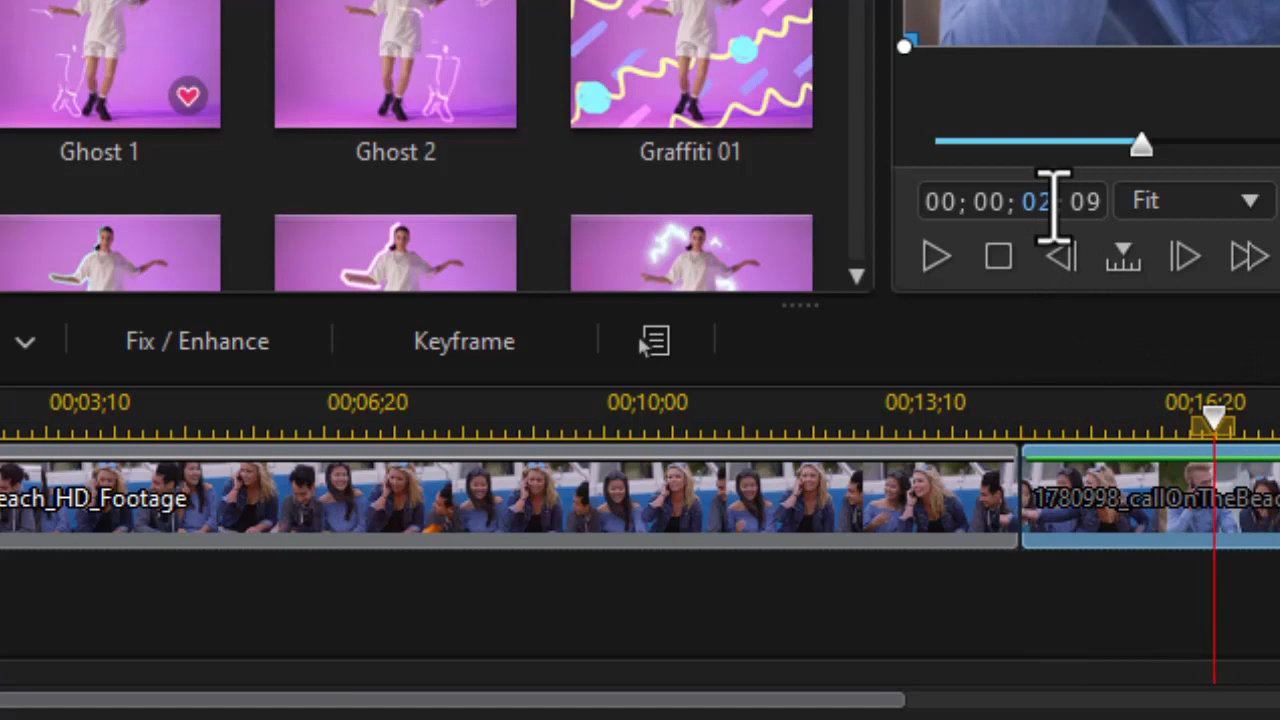 Ghost 1
Ghost 2
Graffiti 01
00; 00; 02; 09
Fit
Fix / Enhance
Keyframe
00;03;10
00;06;20
00;10;00
00;13;10
00;16;20
each_HD_Footage
1780998_callOnTheBeac